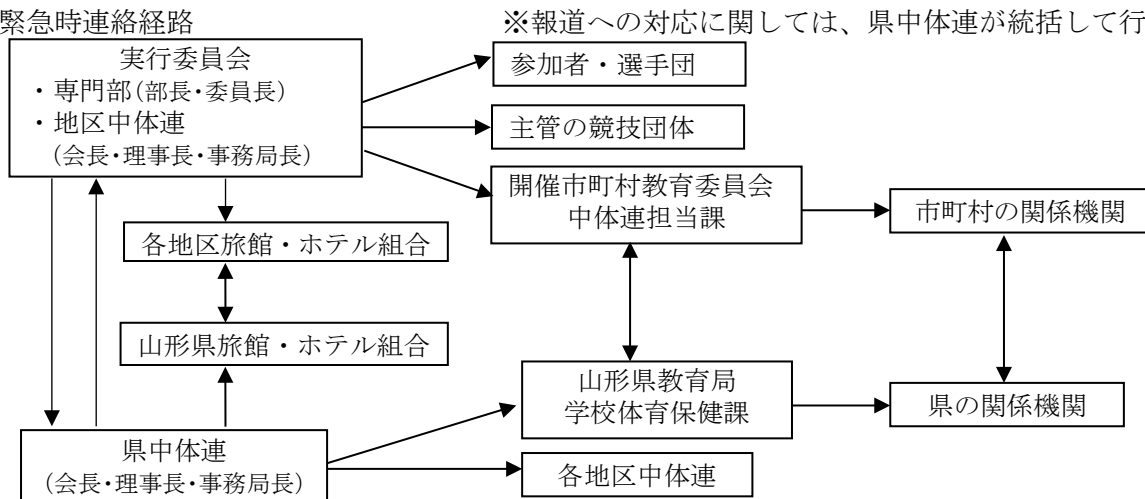 緊急時連絡経路
※報道への対応に関しては、県中体連が統括して行
実行委員会
・専門部(部長・委員長)
・地区中体連
(会長・理事長・事務局長)
参加者・選手団
主管の競技団体
開催市町村教育委員会
中体連担当課
市町村の関係機関
各地区旅館・ホテル組合
山形県旅館・ホテル組合
山形県教育局
学校体育保健課
県の関係機関
県中体連
(会長・理事長・事務局長)
各地区中体連